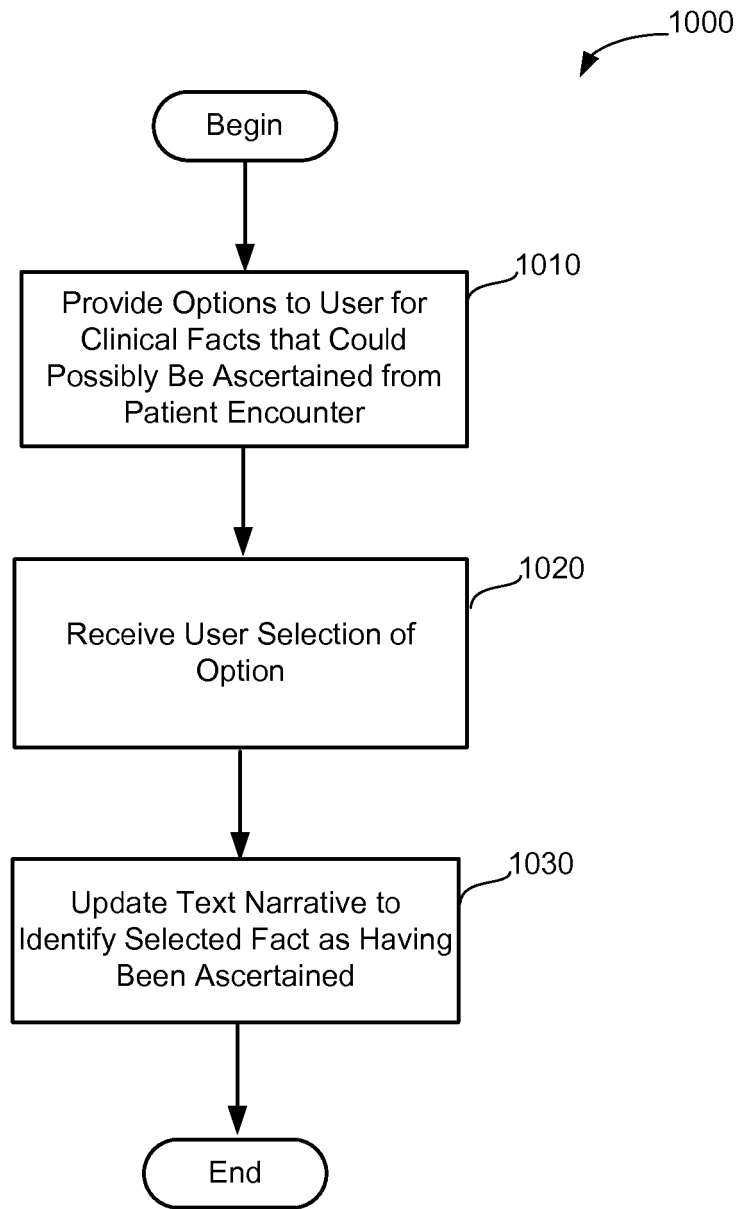 1000
Begin
1010
Provide Options to User for
Clinical Facts that Could
Possibly Be Ascertained from
Patient Encounter
1020
Receive User Selection of
Option
1030
Update Text Narrative to
Identify Selected Fact as Having
Been Ascertained
End